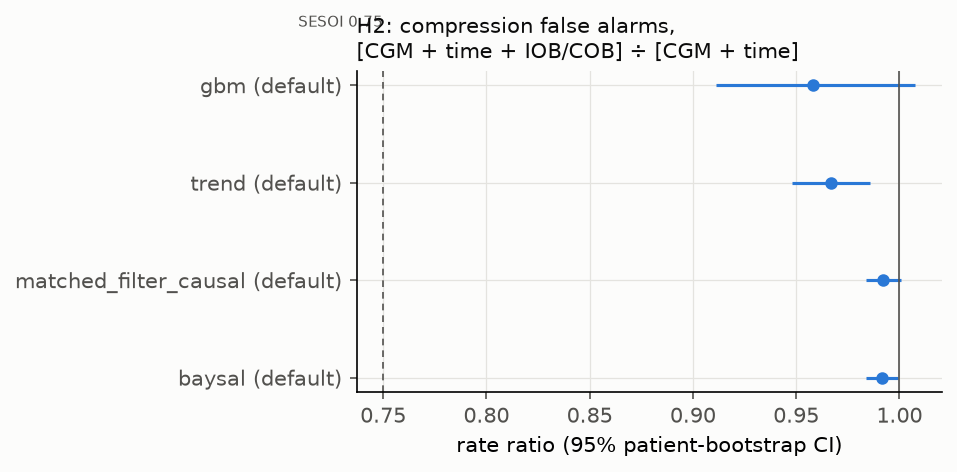 SESOI 0.75
H2: compression false alarms,
[CGM + time + IOB/COB] ÷ [CGM + time]
gbm (default)
trend (default)
matched_filter_causal (default)
baysal (default)
0.75 0.80 0.85 0.90 0.95 1.00
rate ratio (95% patient-bootstrap CI)